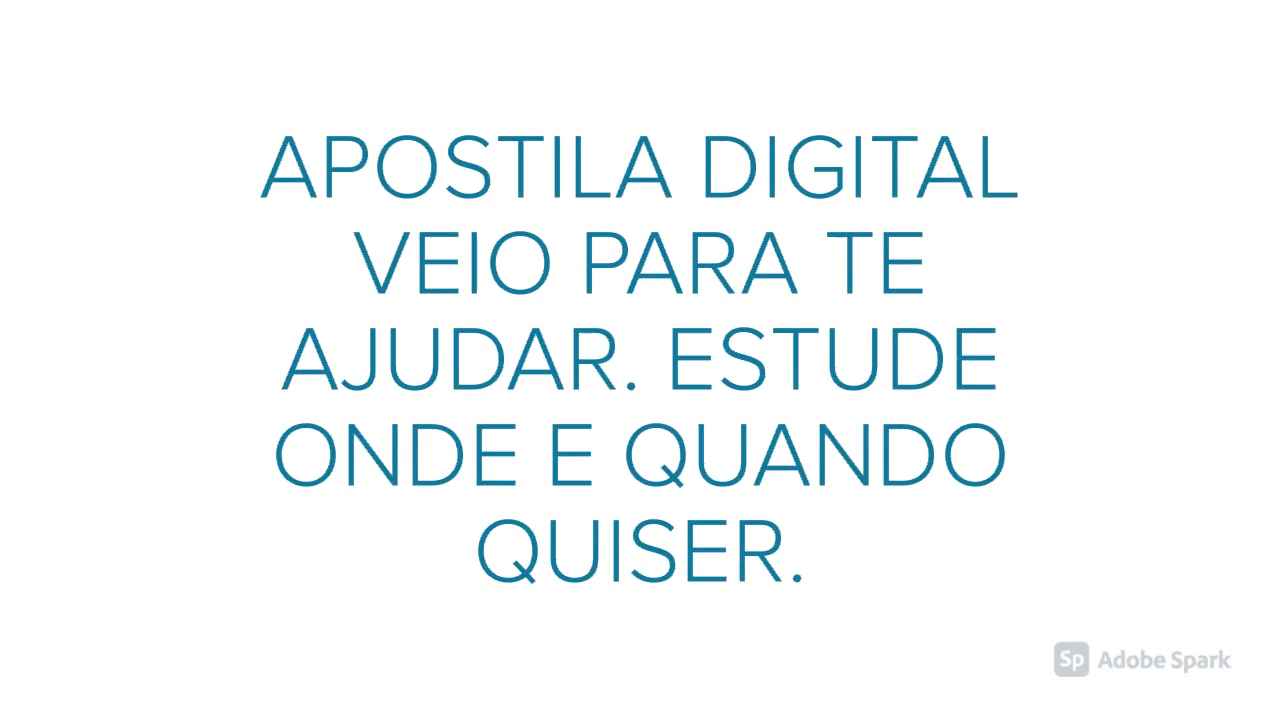 APOSTILA DIGITAL
VEIO PARA TE
AJUDAR. ESTUDE
ONDE E QUANDO
QUISER.
Sp Adobe Spark